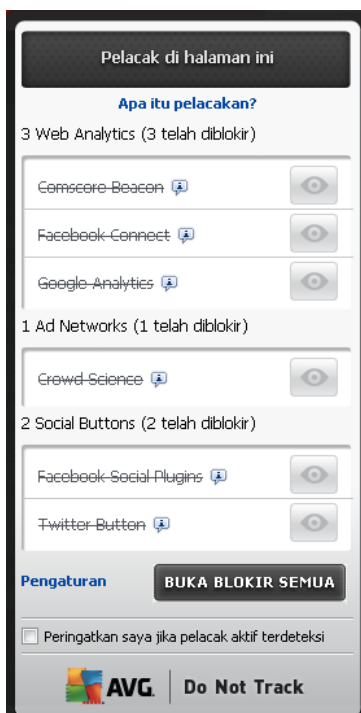 Pelacak di halaman ini
Apa itu pelacakan?
3 Web Analytics (3 telah diblokir)
Comscore Beacon
Facebook Connect
Google Analytics
1 Ad Networks (1 telah diblokir)
Crowd Science
2 Social Buttons (2 telah diblokir)
Facebook Social Plugins
Twitter Button
Pengaturan BUKA BLOKIR SEMUA
Peringatkan saya jika pelacak aktif terdeteksi
AVG. Do Not Track